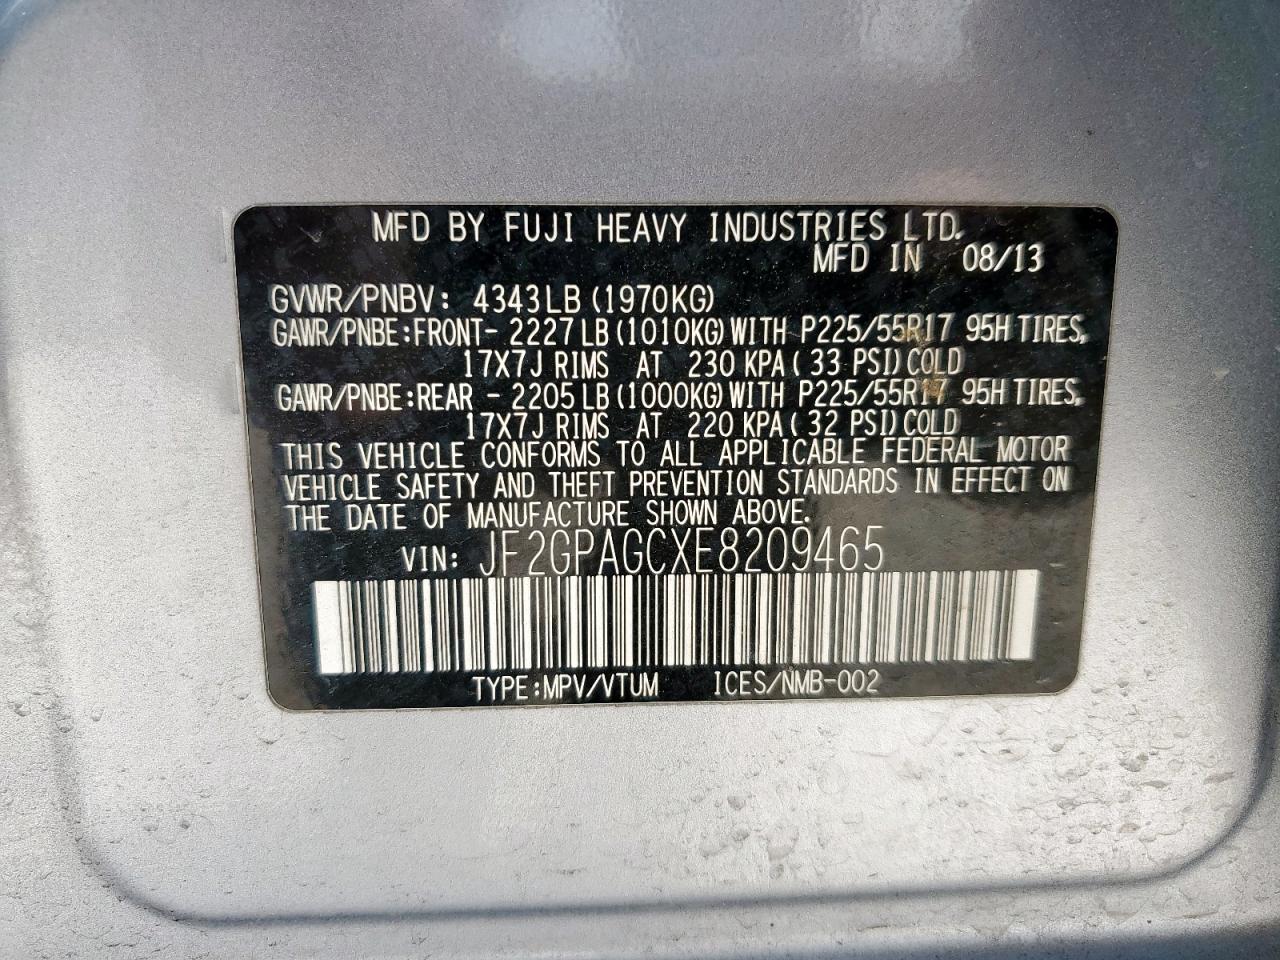 MFD BY FUJI HEAVY INDUSTRIES LTD.
MFD IN 08/13
GVWR/PNBV: 4343LB (1970KG)
GAWR/PNBE:FRONT- 2227 LB (1010KG) WITH P225/55R17 95H TIRES,
17X7J RIMS AT 230 KPA ( 33 PSI) COLD
GAWR/PNBE:REAR - 2205 LB (1000KG) WITH P225/55R17 95H TIRES,
17X7J RIMS AT 220 KPA ( 32 PSI) COLD
THIS VEHICLE CONFORMS TO ALL APPLICABLE FEDERAL MOTOR
VEHICLE SAFETY AND THEFT PREVENTION STANDARDS IN EFFECT ON
THE DATE OF MANUFACTURE SHOWN ABOVE.
VIN: JF2GPAGCXE8209465
TYPE:MPV/VTUM ICES/NMB-002